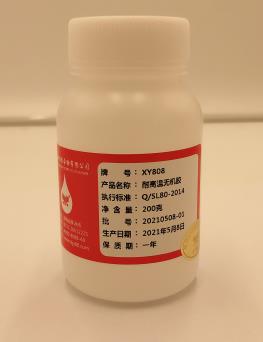 牌 号： XY808
产品名称： 耐高温无机胶
执行标准： Q/SL80-2014
净 含 量： 200克
批 号： 20210508-01
生产日期： 2021年5月8日
保 质 期： 一年